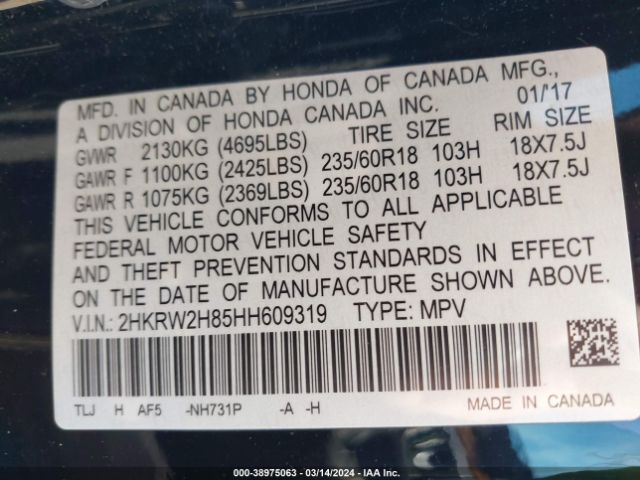 MFD. IN CANADA BY HONDA OF CANADA MFG.,
A DIVISION OF HONDA CANADA INC. 01/17
GVWR 2130KG (4695LBS) TIRE SIZE RIM SIZE
GAWR F 1100KG (2425LBS) 235/60R18 103H 18X7.5J
GAWR R 1075KG (2369LBS) 235/60R18 103H 18X7.5J
THIS VEHICLE CONFORMS TO ALL APPLICABLE
FEDERAL MOTOR VEHICLE SAFETY
AND THEFT PREVENTION STANDARDS IN EFFECT
ON THE DATE OF MANUFACTURE SHOWN ABOVE.
V.I.N.: 2HKRW2H85HH609319 TYPE: MPV
TLJ H AF5 -NH731P -A -H MADE IN CANADA
000-38975063 - 03/14/2024 - IAA Inc.